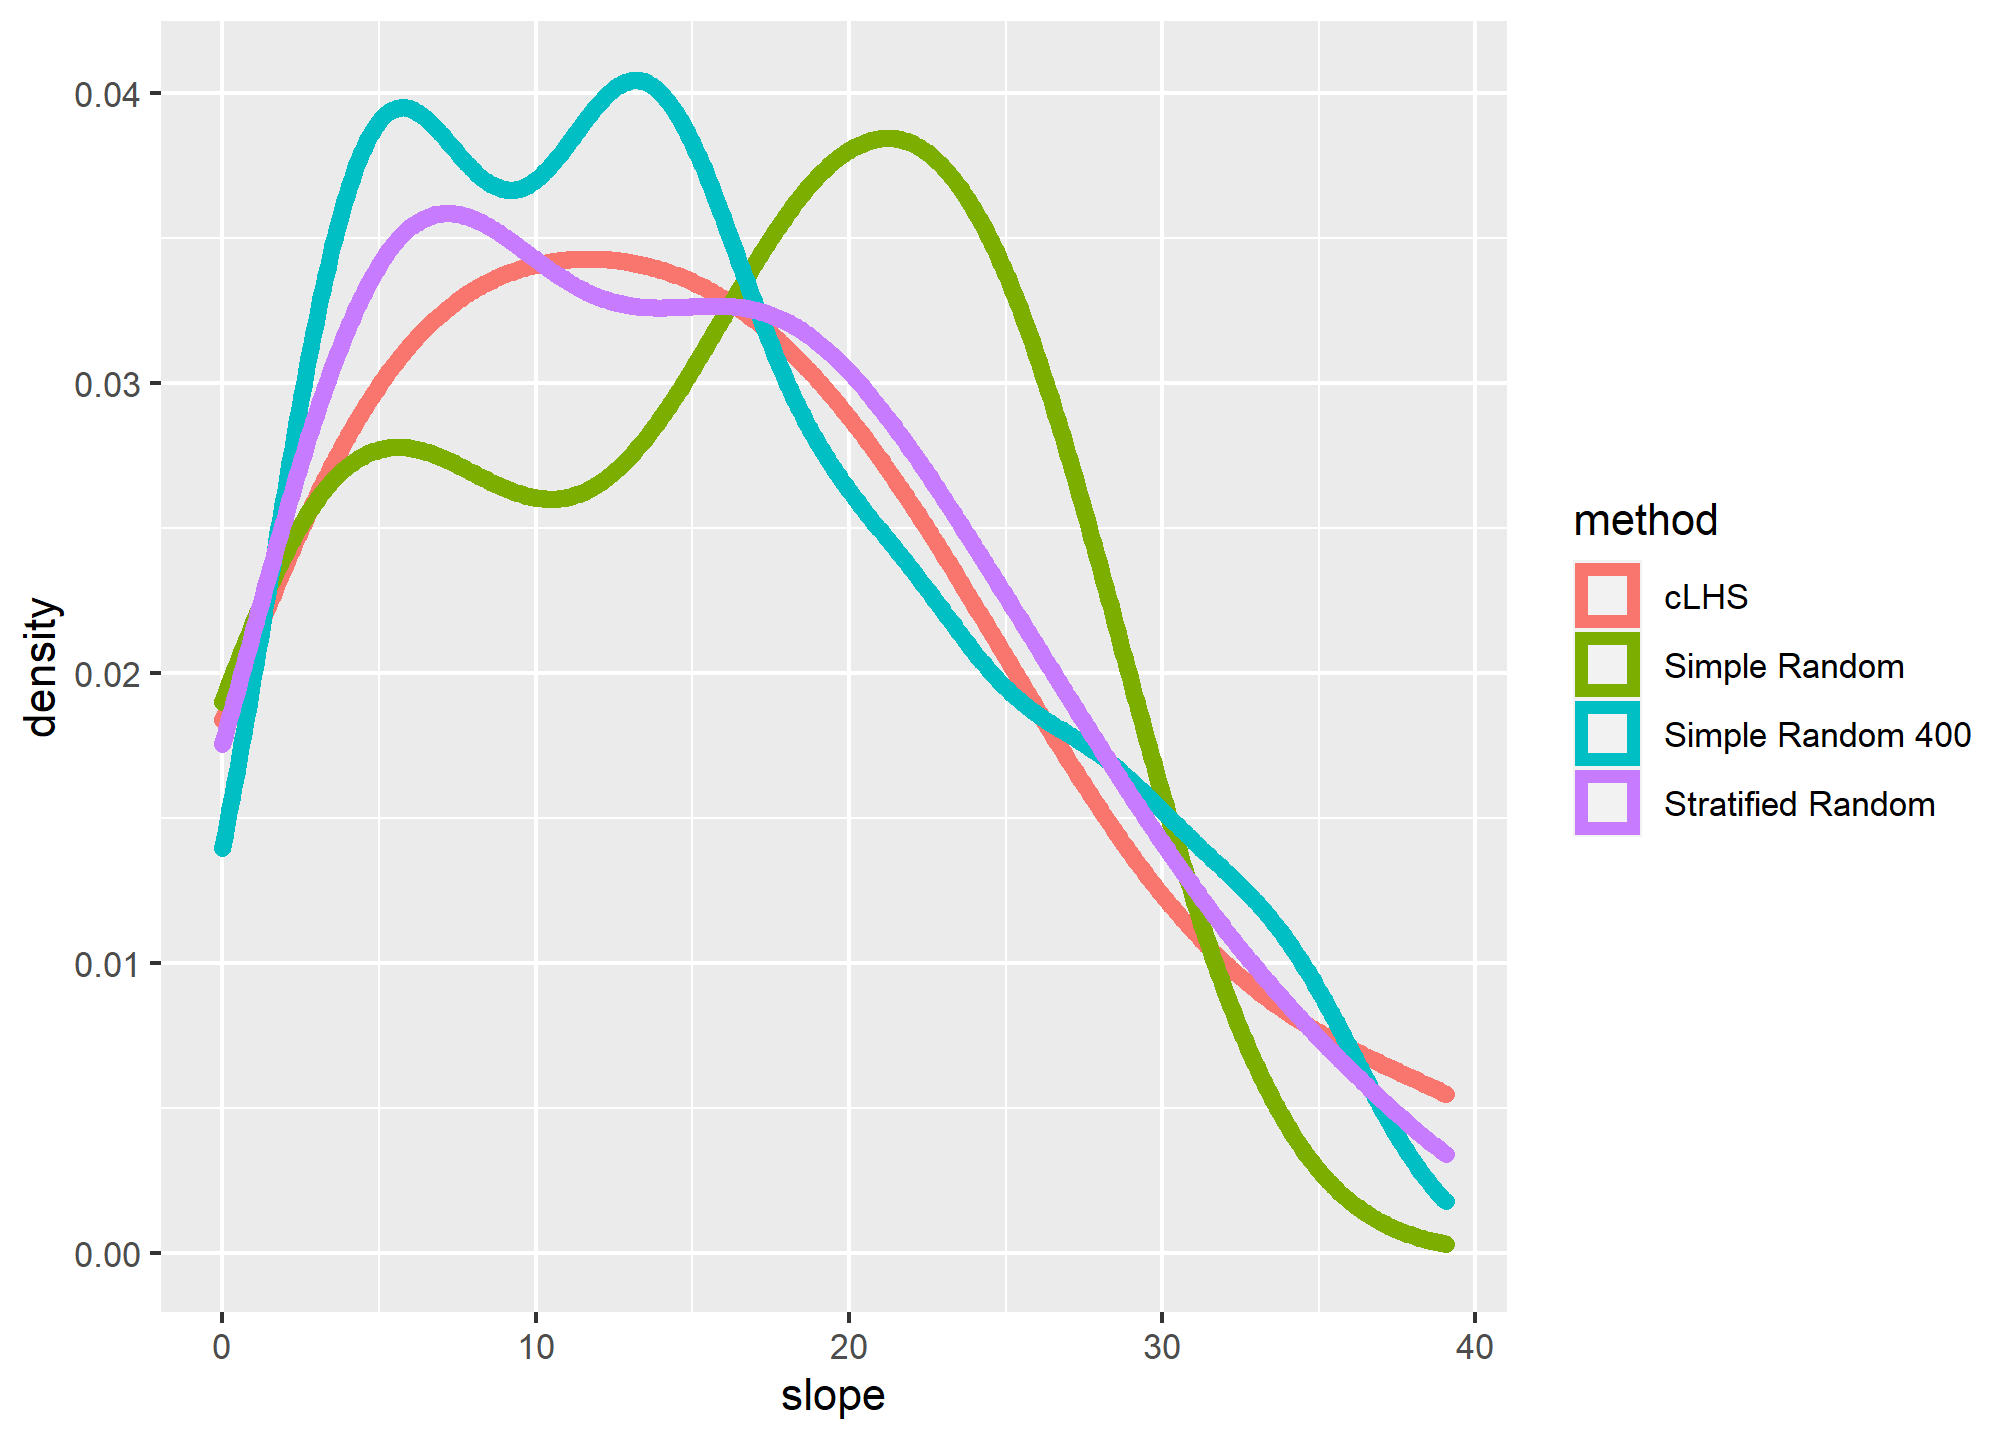 0.04
0.03
0.02
0.01
0.00
density
0 10 20 30 40
slope
method
cLHS
Simple Random
Simple Random 400
Stratified Random